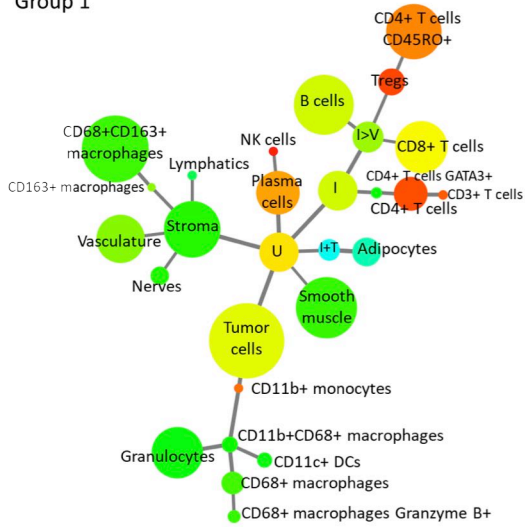 Group 1
CD4+ T cells
CD45RO+
Tregs
B cells
I>V
CD8+ T cells
CD68+CD163+
macrophages
NK cells
Lymphatics
CD4+ T cells GATA3+
CD163+ macrophages
Plasma
cells
I
CD3+ T cells
CD4+ T cells
Stroma
Vasculature
U
I+T
Adipocytes
Nerves
Smooth
muscle
Tumor
cells
CD11b+ monocytes
CD11b+CD68+ macrophages
Granulocytes
CD11c+ DCs
CD68+ macrophages
CD68+ macrophages Granzyme B+